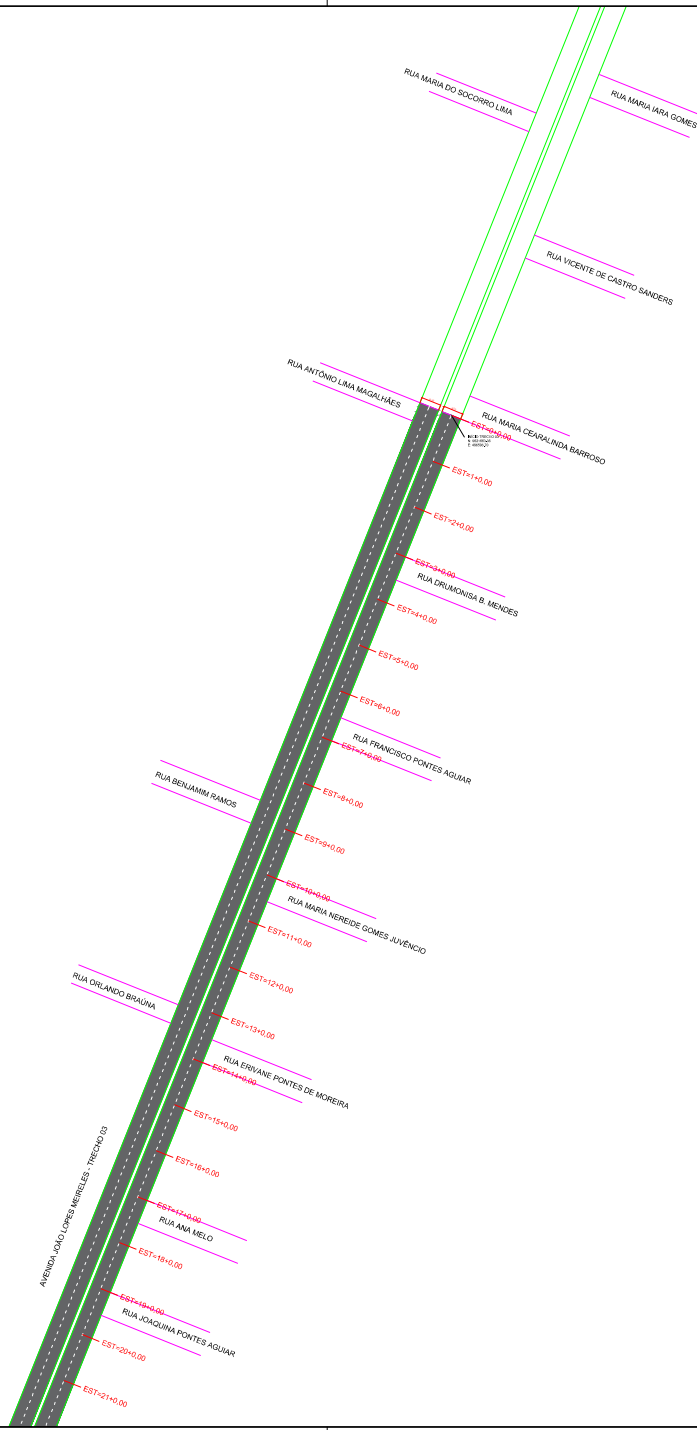 RUA MARIA DO SOCORRO LIMA
RUA MARIA IARA GOMES
RUA VICENTE DE CASTRO SANDERS
RUA ANTÔNIO LIMA MAGALHÃES
RUA MARIA CEARALINDA BARROSO
EST=0+0,00
EST=1+0,00
EST=2+0,00
EST=3+0,00
RUA DRUMONISA B. MENDES
EST=4+0,00
EST=5+0,00
EST=6+0,00
RUA FRANCISCO PONTES AGUIAR
EST=7+0,00
RUA BENJAMIM RAMOS
EST=8+0,00
EST=9+0,00
EST=10+0,00
RUA MARIA NEREIDE GOMES JUVÊNCIO
EST=11+0,00
EST=12+0,00
RUA ORLANDO BRAÚNA
EST=13+0,00
RUA ERIVANE PONTES DE MOREIRA
EST=14+0,00
EST=15+0,00
AVENIDA JOÃO LOPES MEIRELES - TRECHO 03
EST=16+0,00
EST=17+0,00
RUA ANA MELO
EST=18+0,00
EST=19+0,00
RUA JOAQUINA PONTES AGUIAR
EST=20+0,00
EST=21+0,00